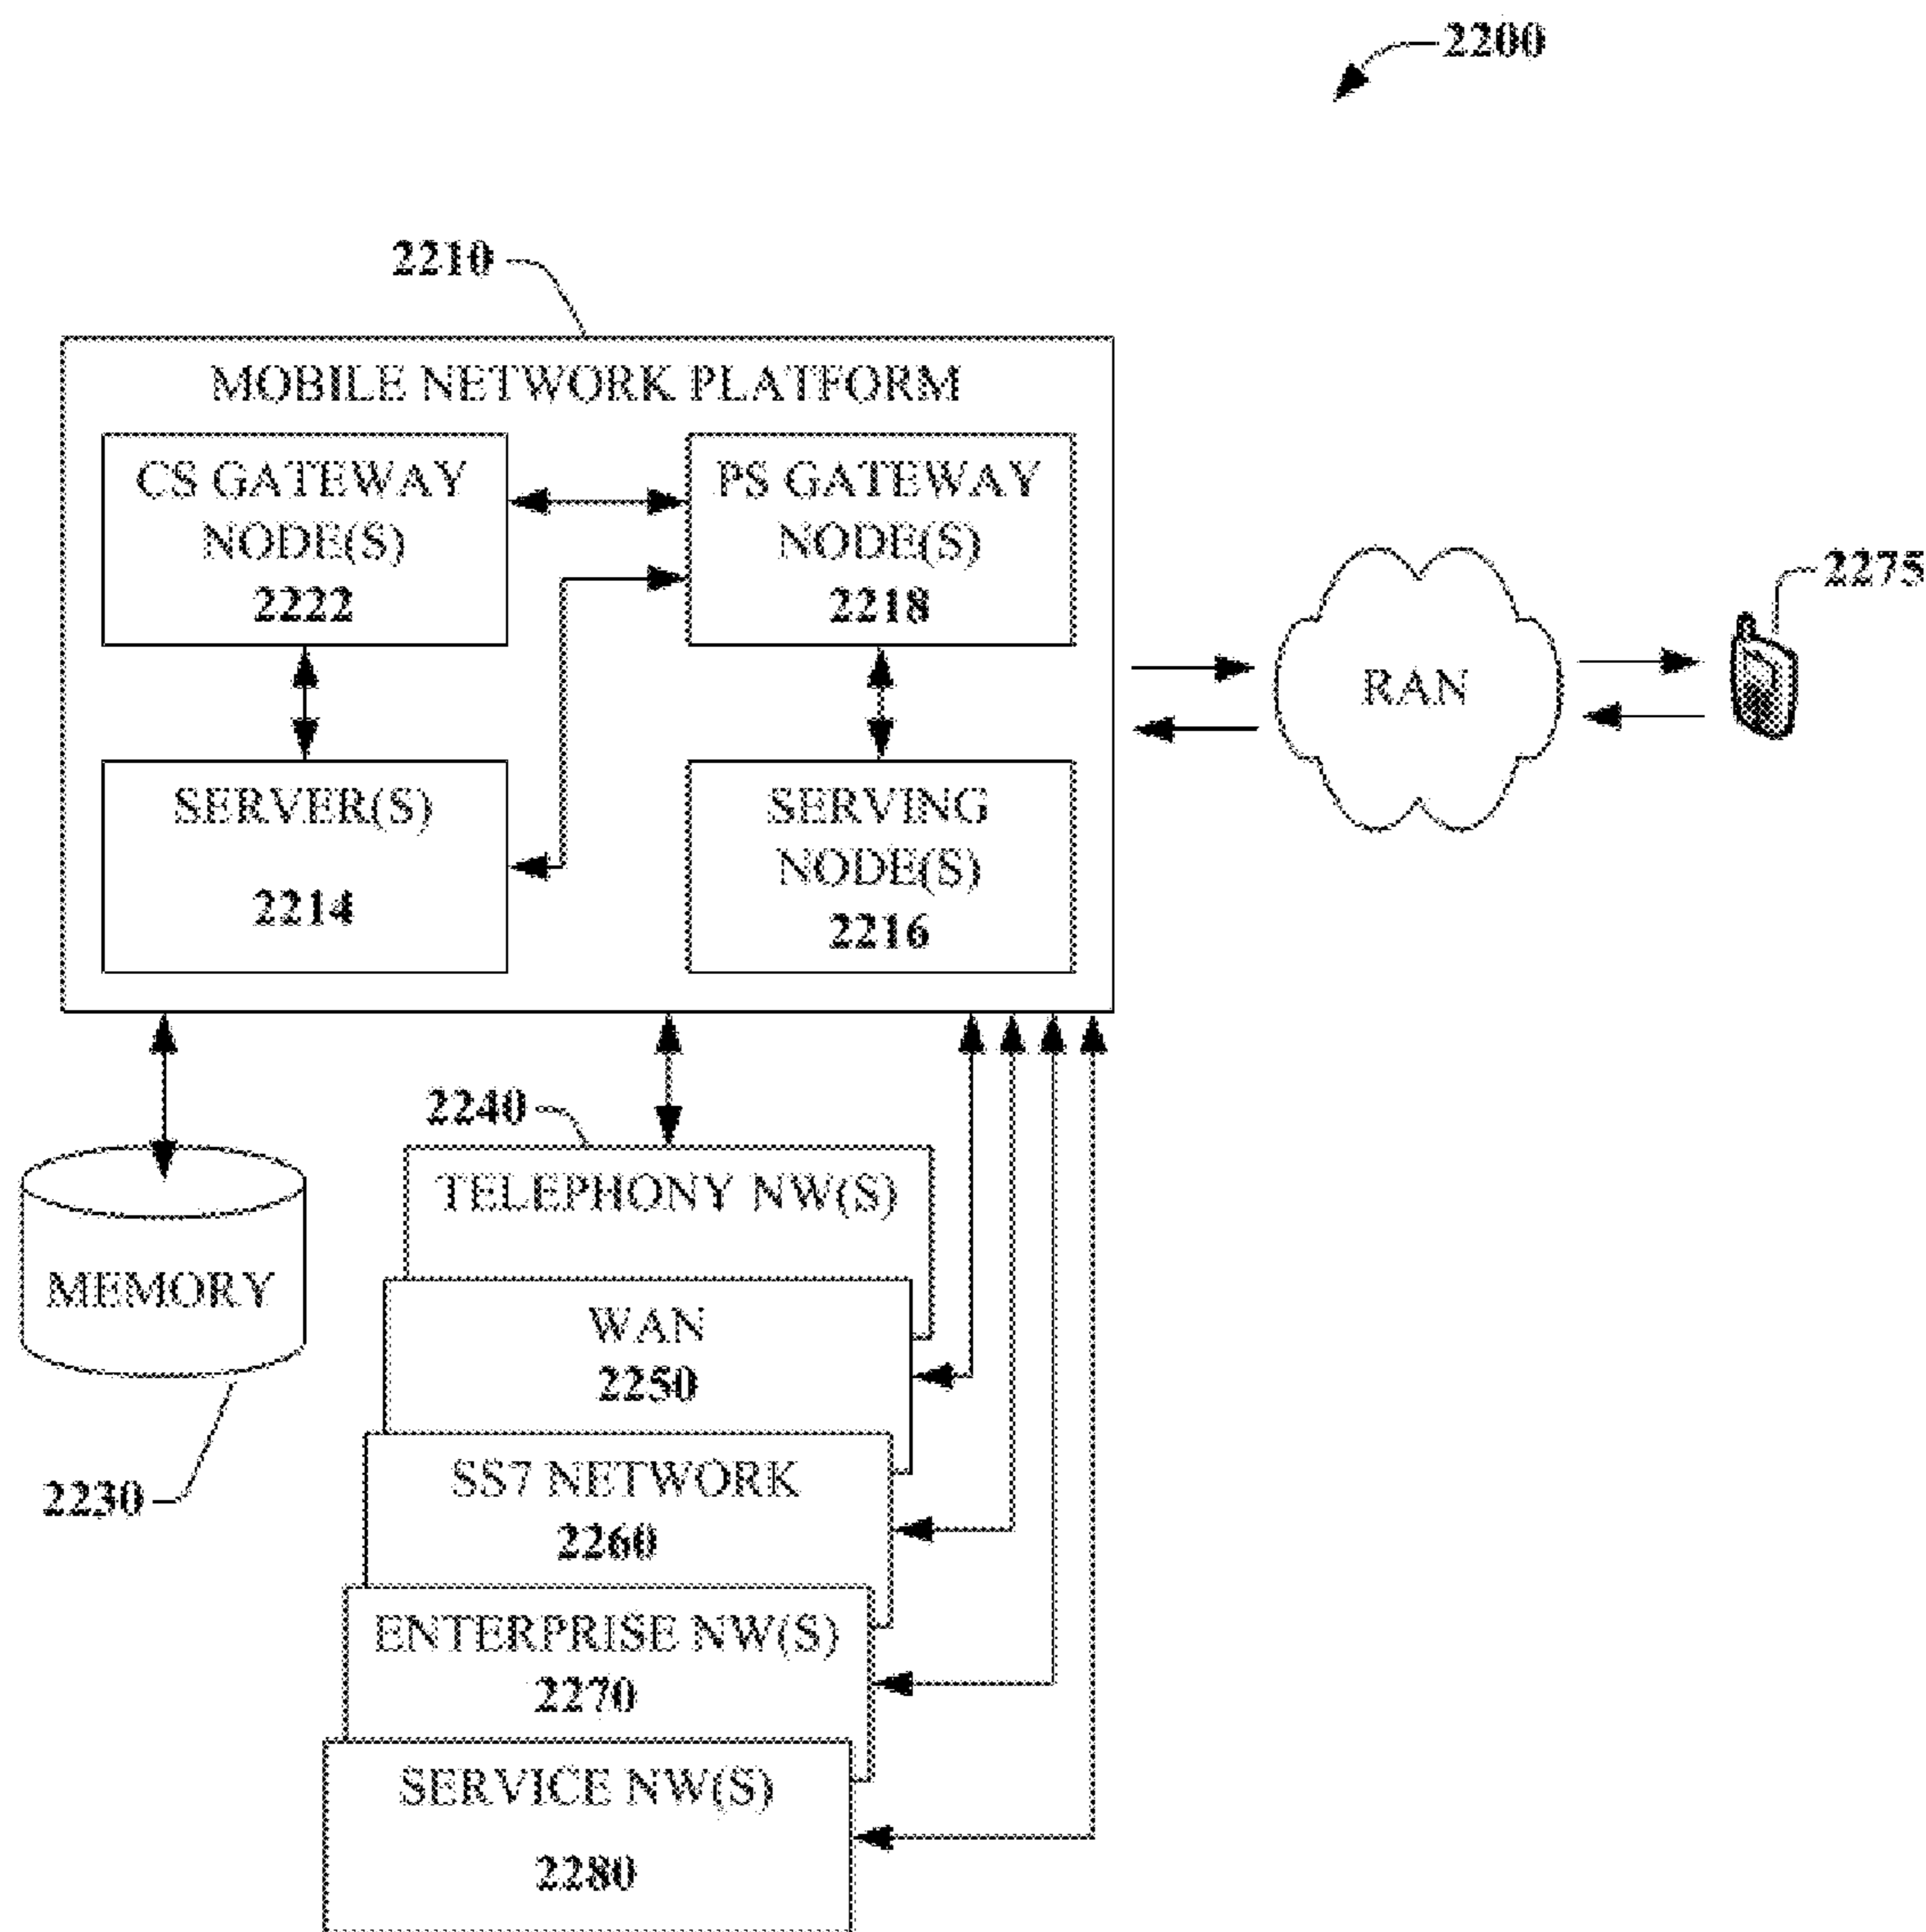 2200
2210
MOBILE NETWORK PLATFORM
CS GATEWAY
NODE(S)
2222
PS GATEWAY
NODE(S)
2218
SERVER(S)
2214
SERVING
NODE(S)
2216
RAN
2275
2240
TELEPHONY NW(S)
MEMORY
2230
WAN
2250
SS7 NETWORK
2260
ENTERPRISE NW(S)
2270
SERVICE NW(S)
2280